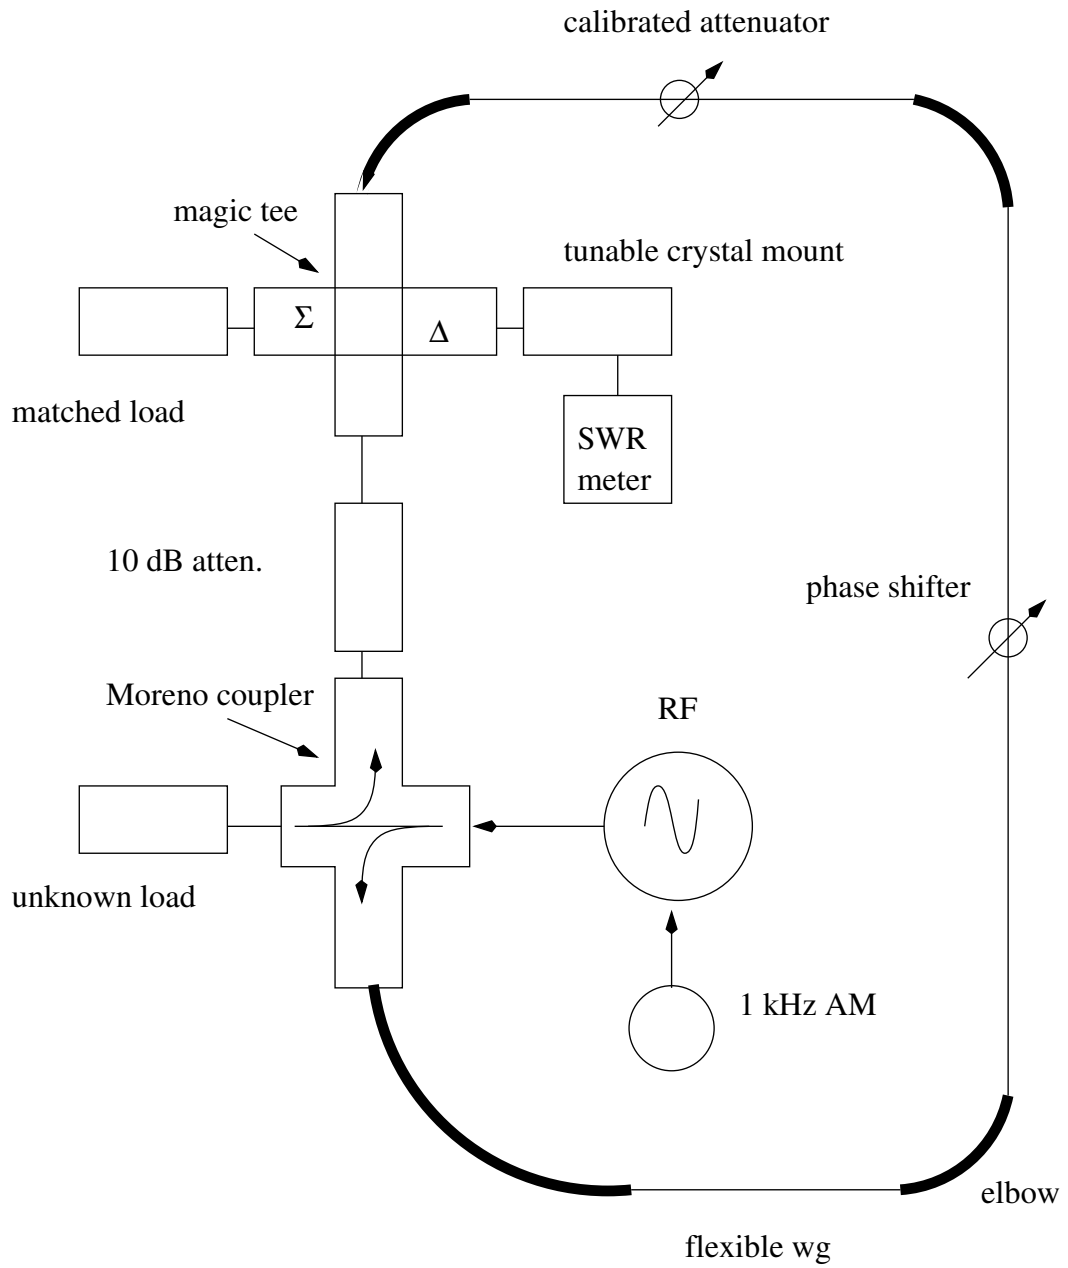 calibrated attenuator
magic tee
tunable crystal mount
Σ
Δ
matched load
SWR
meter
10 dB atten.
phase shifter
Moreno coupler
RF
unknown load
1 kHz AM
elbow
flexible wg